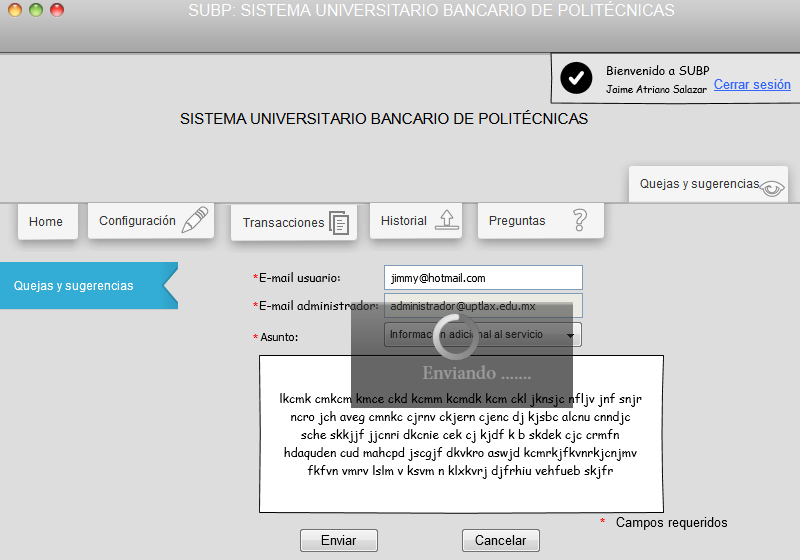 SUBP: SISTEMA UNIVERSITARIO BANCARIO DE POLITÉCNICAS
Bienvenido a SUBP
Jaime Atriano Salazar Cerrar sesión
SISTEMA UNIVERSITARIO BANCARIO DE POLITÉCNICAS
Quejas y sugerencias
Home Configuración Transacciones Historial Preguntas
Quejas y sugerencias
*E-mail usuario: jimmy@hotmail.com
*E-mail administrador: administrador@uptlax.edu.mx
* Asunto: Información adicional al servicio
Enviando .......
lkcmk cmkcm kmce ckd kcmm kcmdk kcm ckl jknsjc nfljv jnf snjr
ncro jch aveg cmnkc cjrnv ckjern cjenc dj kjsbc alcnu cnndjc
sche skkjjf jjcnri dkcnie cek cj kjdf k b skdek cjc crmfn
hdaquden cud mahcpd jscgjf dkvkro aswjd kcmrkjfkvnrkjcnjmv
fkfvn vmrv lslm v ksvm n klxkvrj djfrhiu vehfueb skjfr
* Campos requeridos
Enviar Cancelar